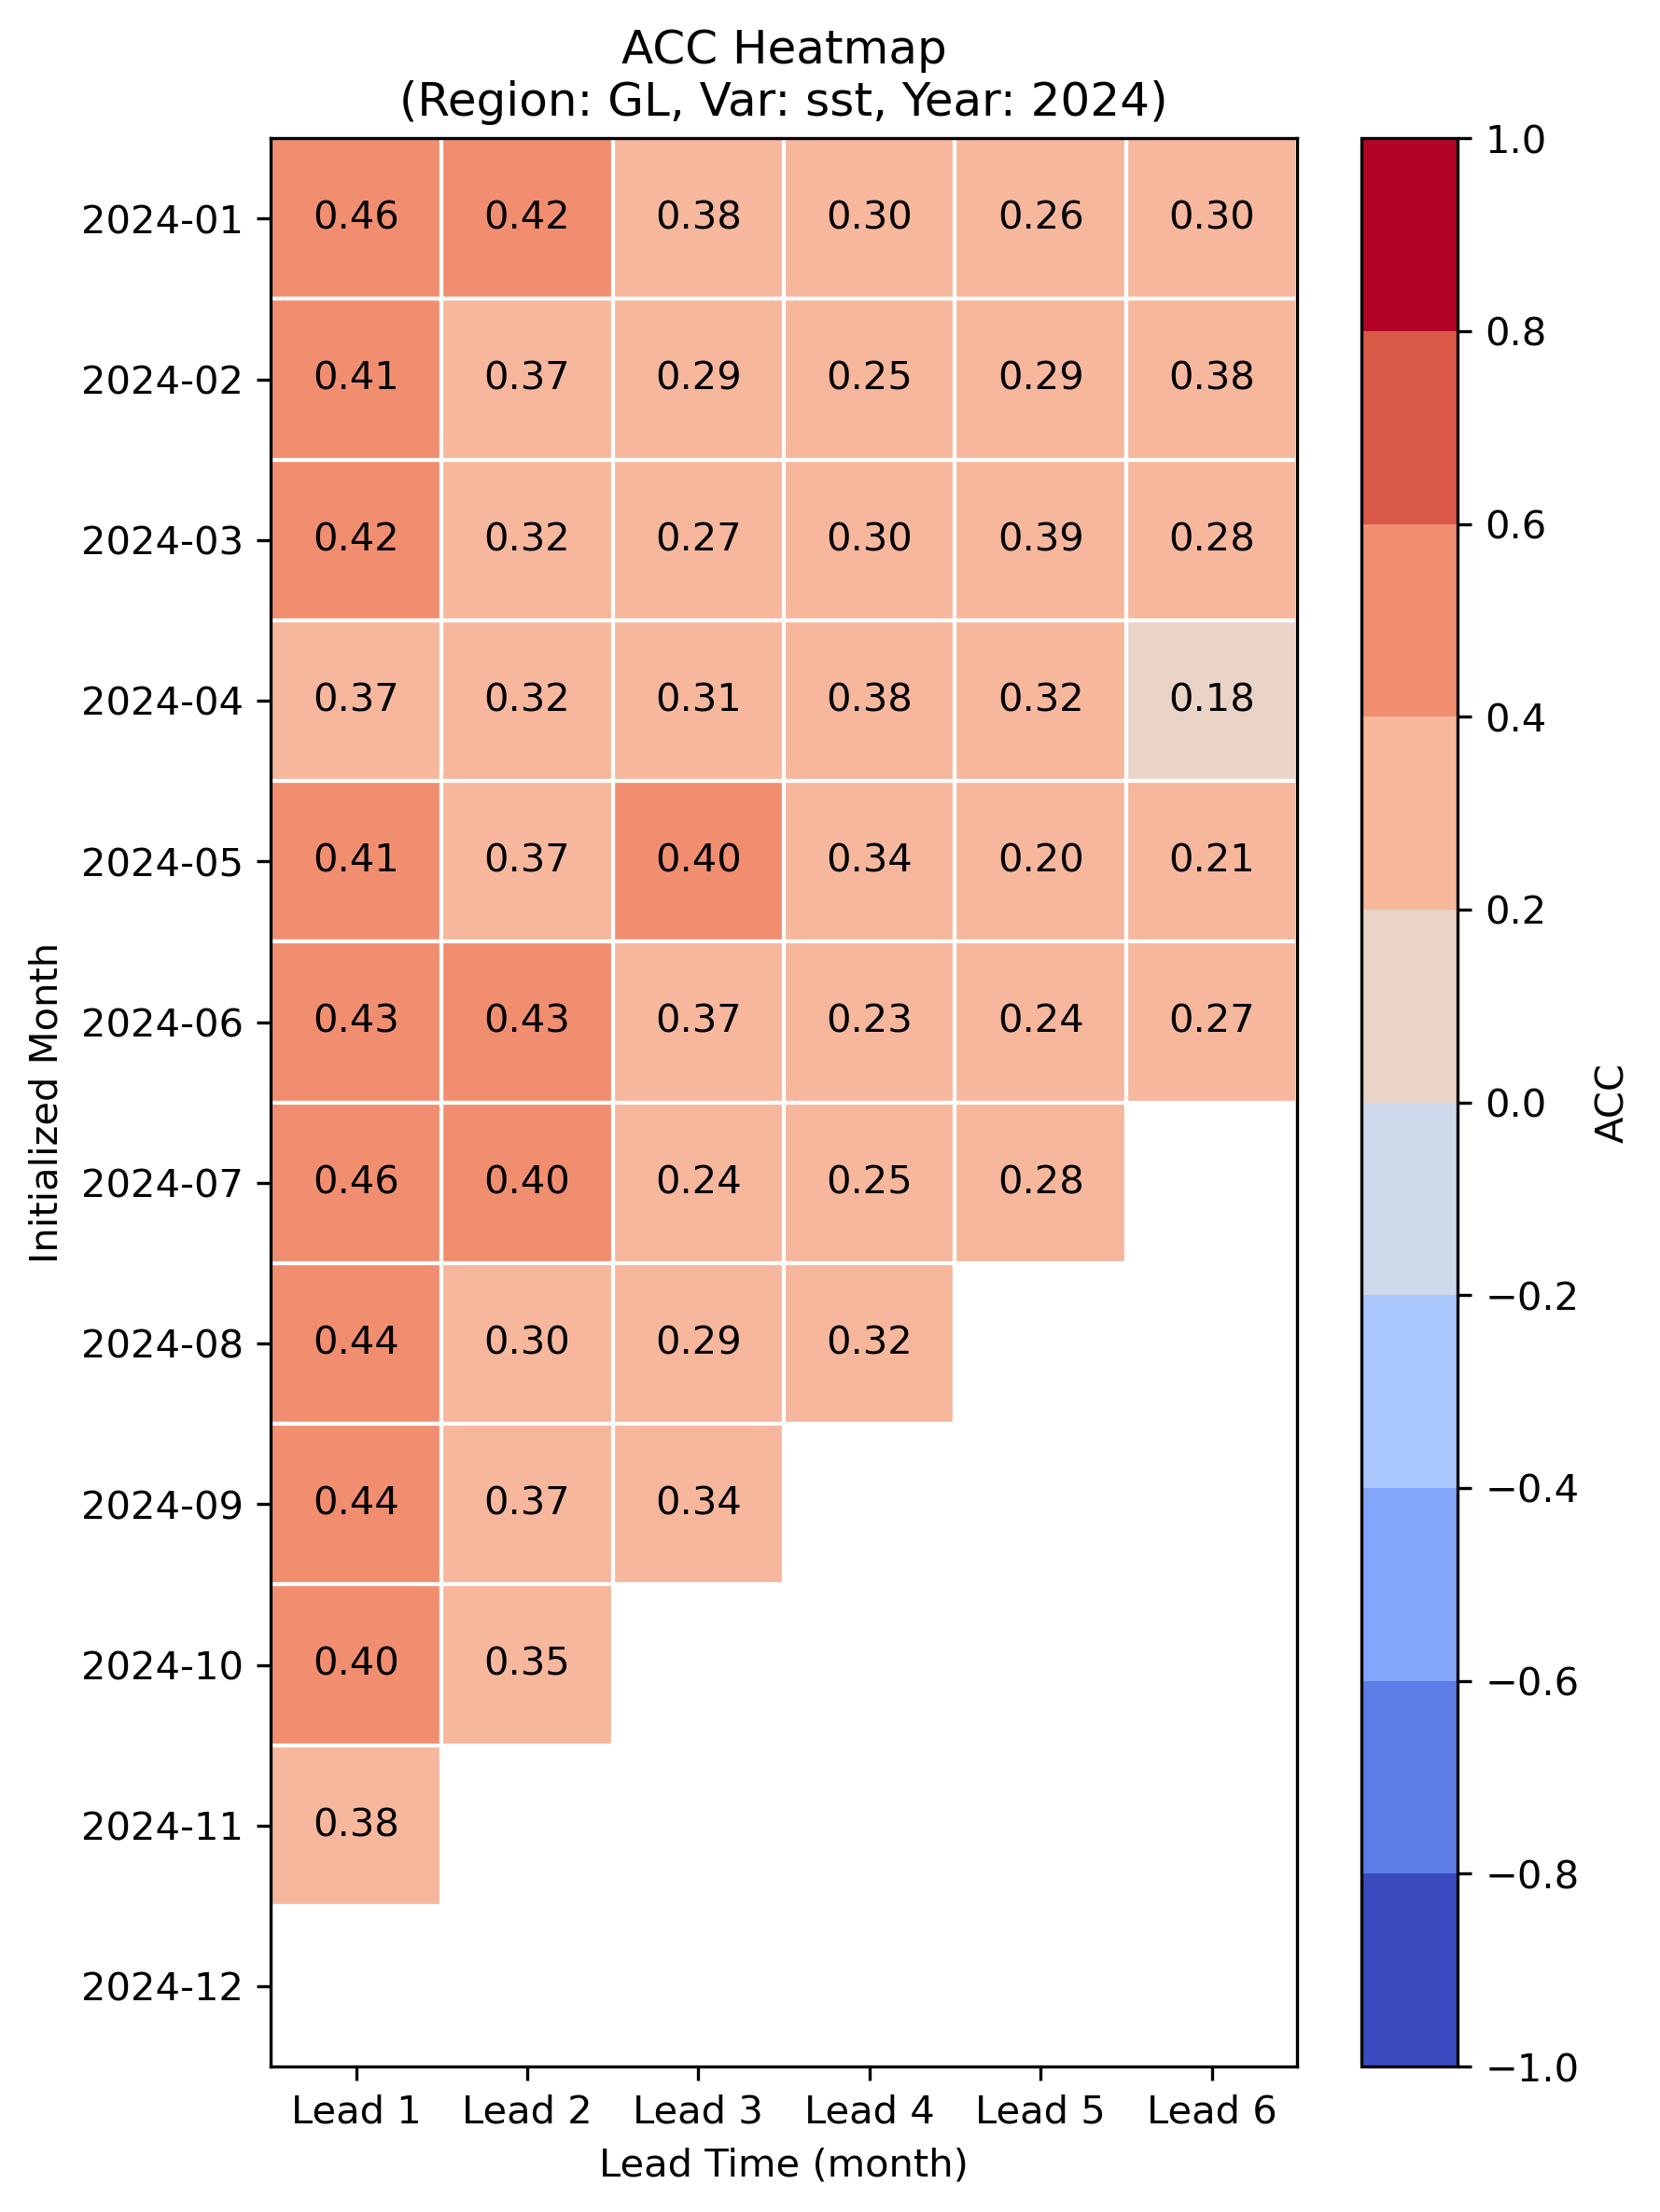 ACC Heatmap
(Region: GL, Var: sst, Year: 2024)
2024-01 0.46 0.42 0.38 0.30 0.26 0.30
2024-02 0.41 0.37 0.29 0.25 0.29 0.38
2024-03 0.42 0.32 0.27 0.30 0.39 0.28
2024-04 0.37 0.32 0.31 0.38 0.32 0.18
2024-05 0.41 0.37 0.40 0.34 0.20 0.21
2024-06 0.43 0.43 0.37 0.23 0.24 0.27
2024-07 0.46 0.40 0.24 0.25 0.28
2024-08 0.44 0.30 0.29 0.32
2024-09 0.44 0.37 0.34
2024-10 0.40 0.35
2024-11 0.38
2024-12
Initialized Month
Lead 1 Lead 2 Lead 3 Lead 4 Lead 5 Lead 6
Lead Time (month)
1.0
0.8
0.6
0.4
0.2
0.0
−0.2
−0.4
−0.6
−0.8
−1.0
ACC